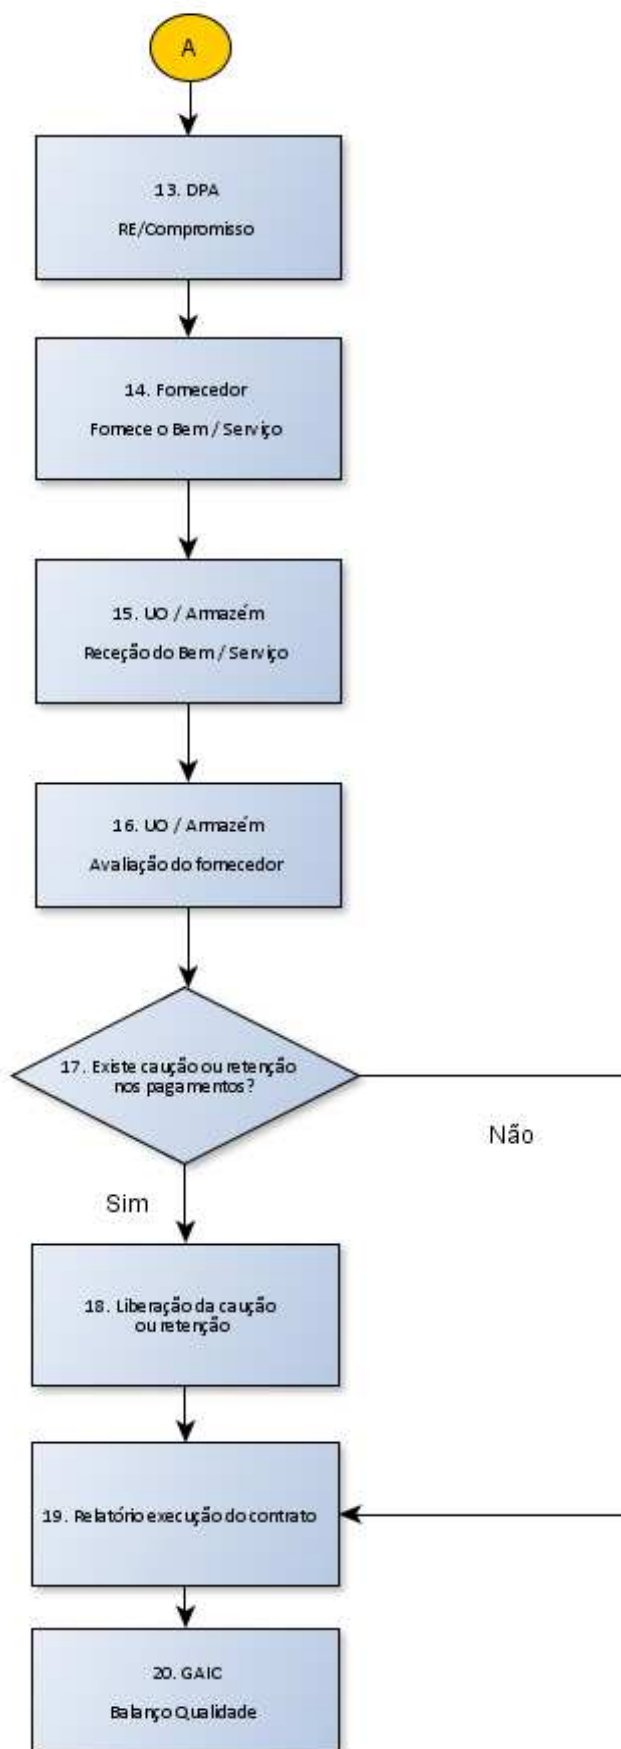 A
13. DPA
RE/Compromisso
14. Fornecedor
Fornece o Bem / Serviço
15. UO / Armazém
Receção do Bem / Serviço
16. UO / Armazém
Avaliação do fornecedor
17. Existe caução ou retenção
nos pagamentos?
Não
Sim
18. Liberação da caução
ou retenção
19. Relatório execução do contrato
20. GAIC
Balanço Qualidade